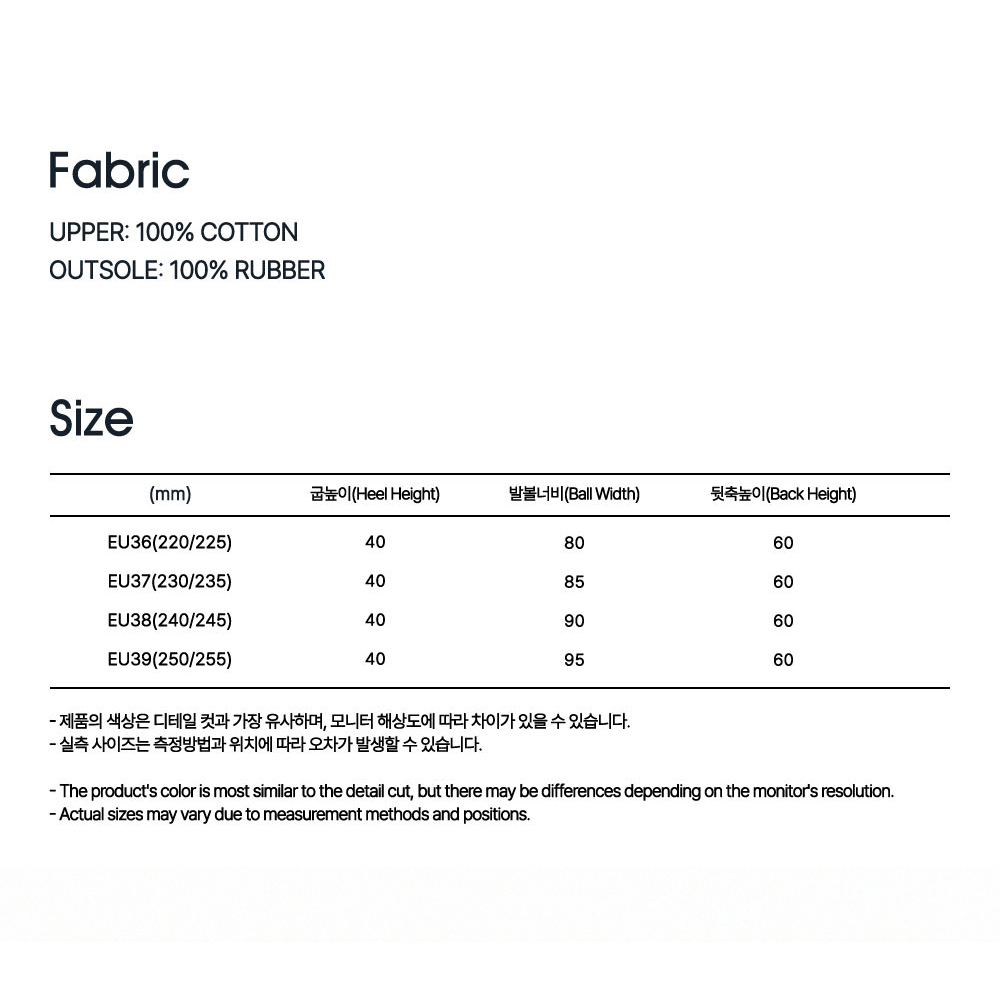 Fabric
UPPER: 100% COTTON
OUTSOLE: 100% RUBBER
Size
(mm) 굽높이(Heel Height) 발볼너비(Ball Width) 뒷축높이(Back Height)
EU36(220/225) 40 80 60
EU37(230/235) 40 85 60
EU38(240/245) 40 90 60
EU39(250/255) 40 95 60
- 제품의 색상은 디테일 컷과 가장 유사하며, 모니터 해상도에 따라 차이가 있을 수 있습니다.
- 실측 사이즈는 측정방법과 위치에 따라 오차가 발생할 수 있습니다.
- The product's color is most similar to the detail cut, but there may be differences depending on the monitor's resolution.
- Actual sizes may vary due to measurement methods and positions.